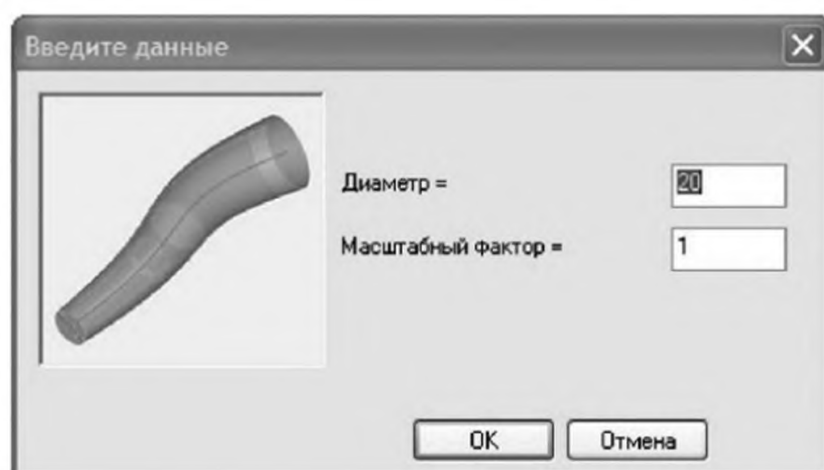 Введите данные
Диаметр = 20
Масштабный фактор = 1
OK Отмена